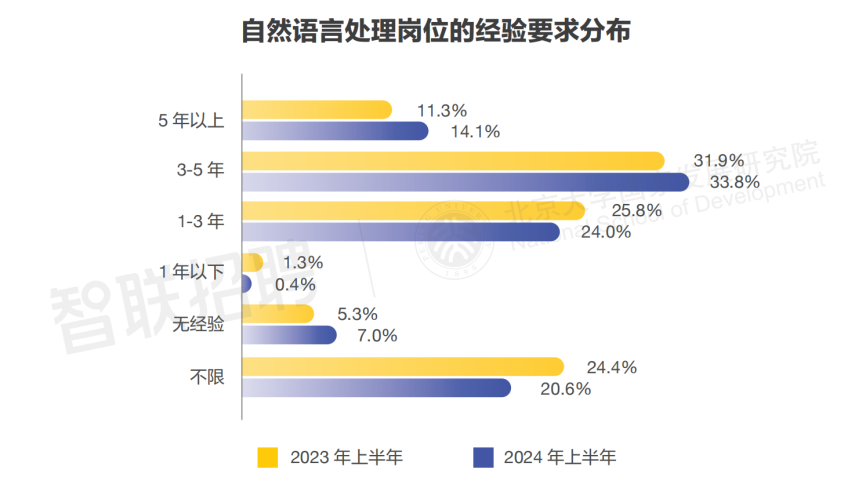 自然语言处理岗位的经验要求分布
5 年以上
11.3%
14.1%
3-5 年
31.9%
33.8%
1-3 年
25.8%
24.0%
1 年以下
1.3%
0.4%
无经验
5.3%
7.0%
不限
24.4%
20.6%
2023 年上半年
2024 年上半年
智联招聘
北京大学国家发展研究院
National School of Development